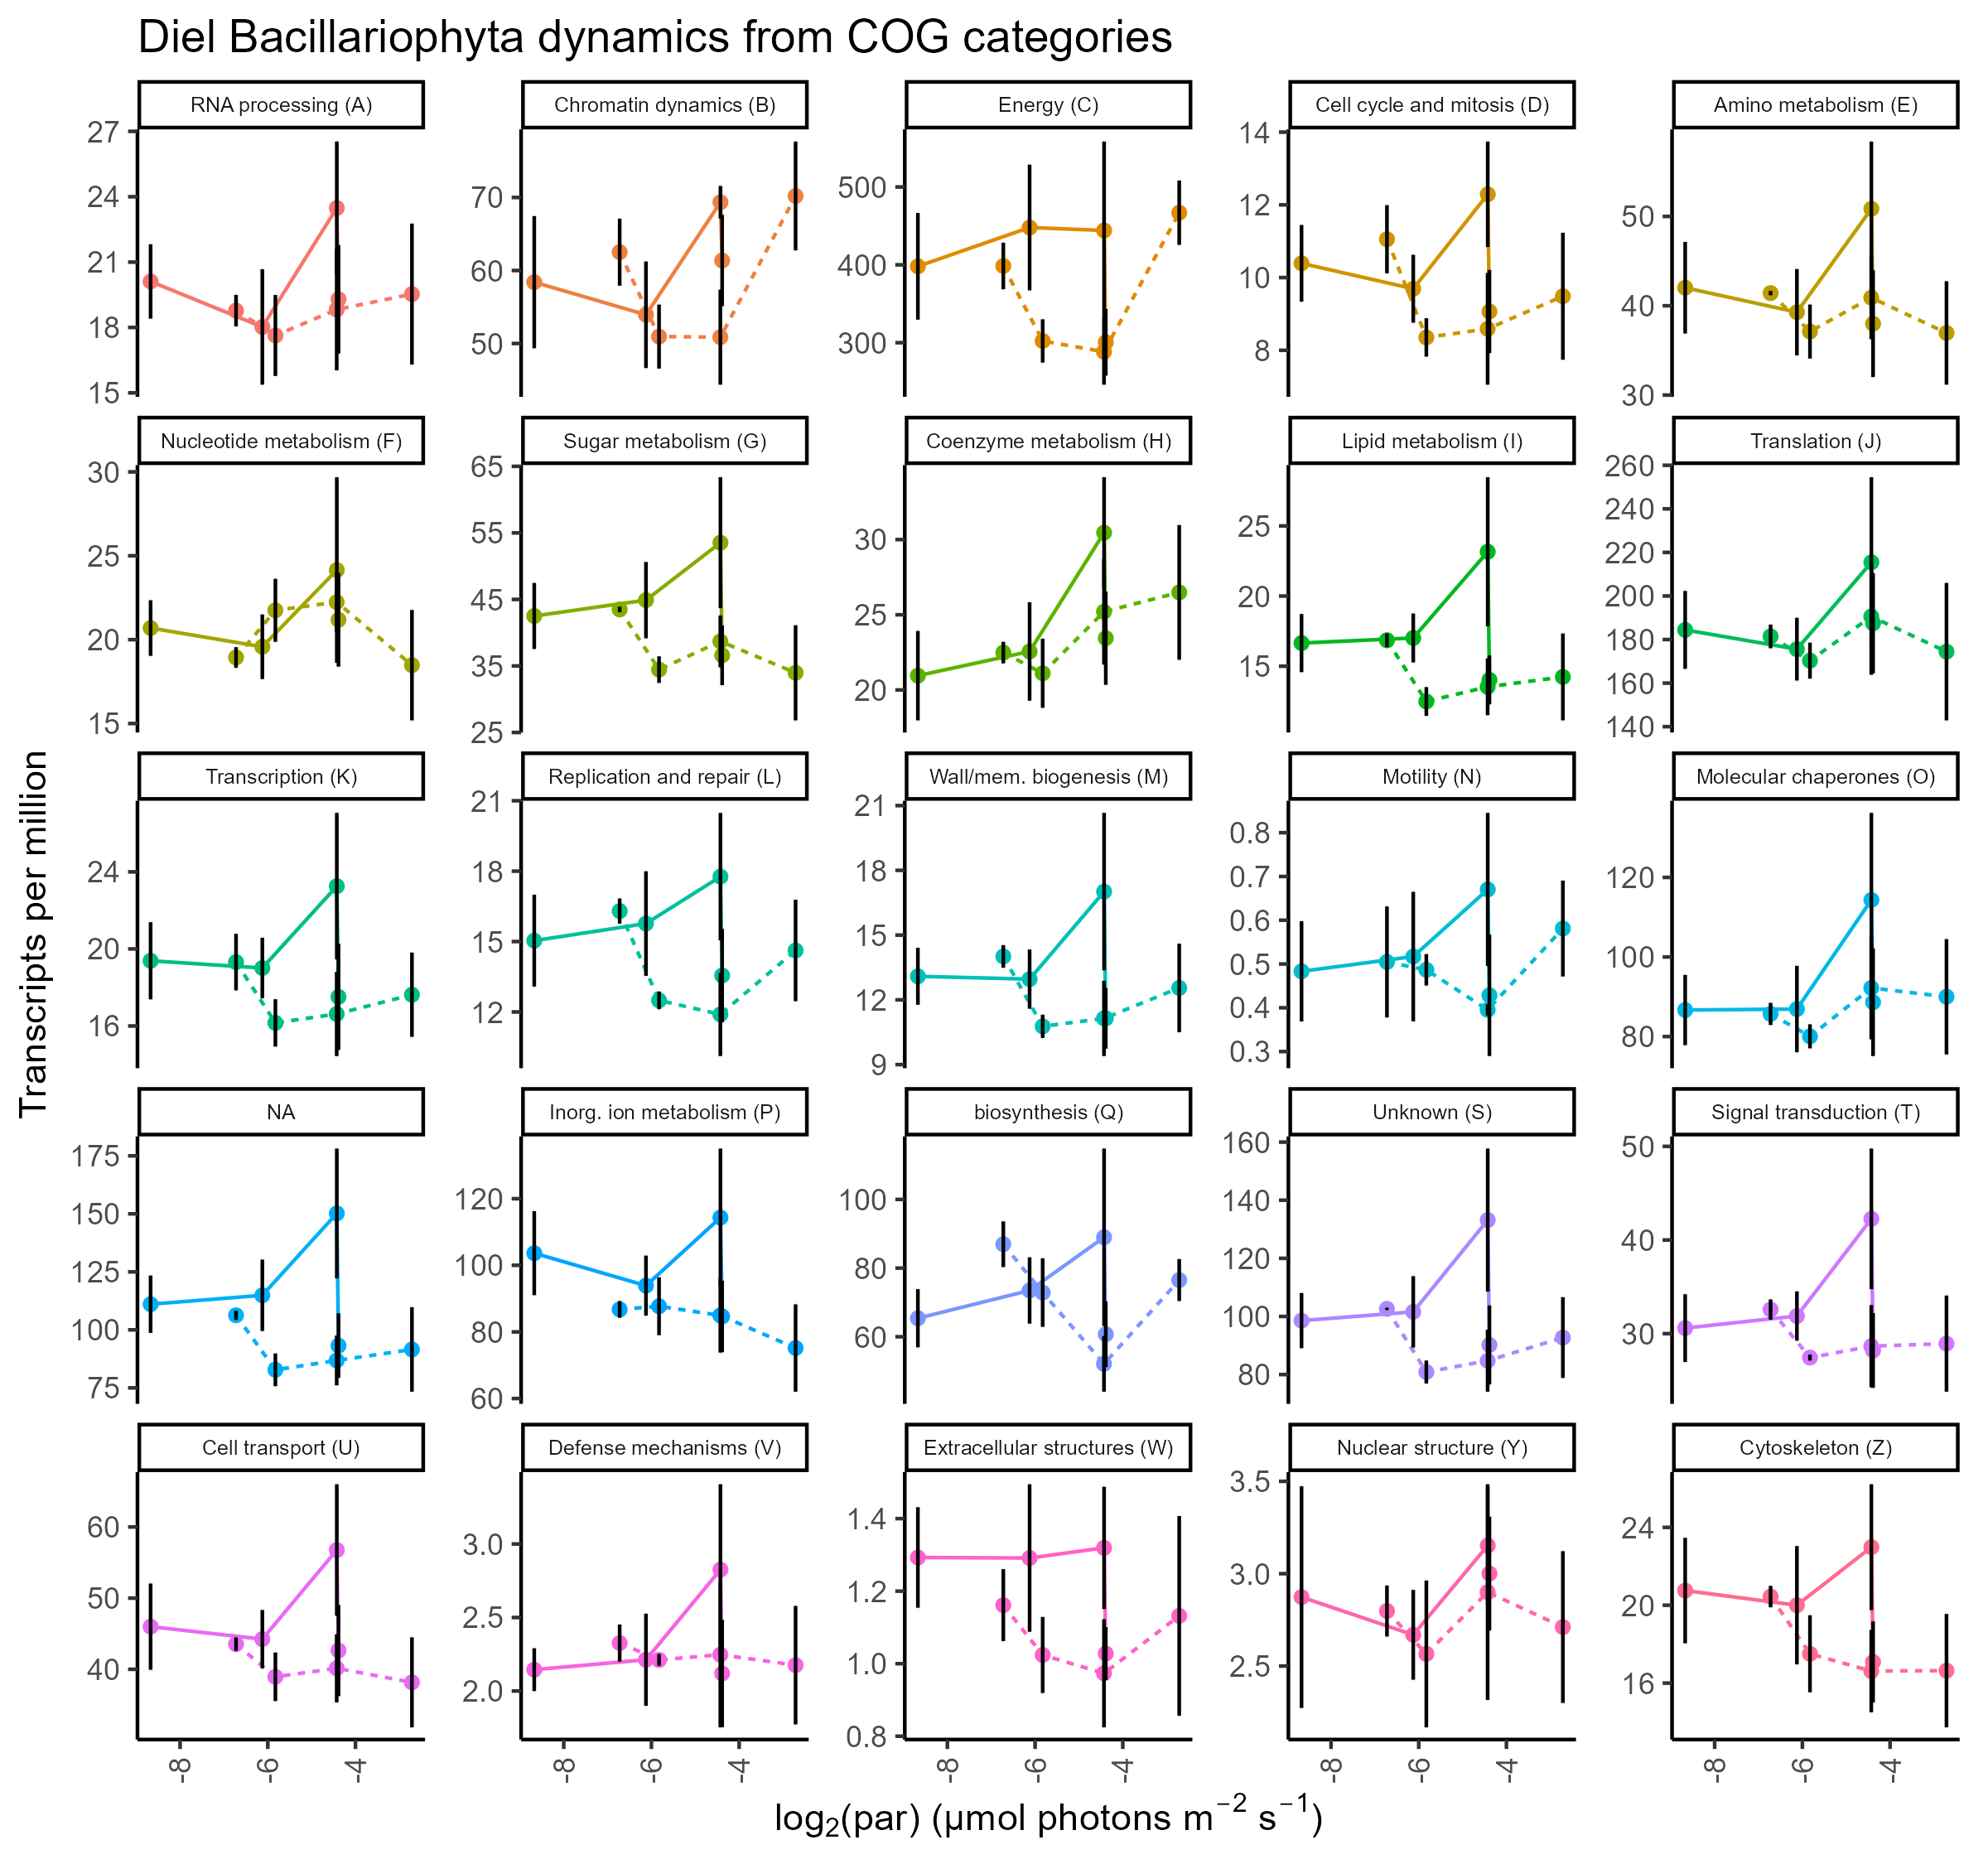 Diel Bacillariophyta dynamics from COG categories
RNA processing (A)
Chromatin dynamics (B)
Energy (C)
Cell cycle and mitosis (D)
Amino metabolism (E)
27
24
21
18
15
70
60
50
500
400
300
14
12
10
8
50
40
30
Nucleotide metabolism (F)
Sugar metabolism (G)
Coenzyme metabolism (H)
Lipid metabolism (I)
Translation (J)
30
25
20
15
65
55
45
35
25
30
25
20
25
20
15
260
240
220
200
180
160
140
Transcription (K)
Replication and repair (L)
Wall/mem. biogenesis (M)
Motility (N)
Molecular chaperones (O)
24
20
16
21
18
15
12
21
18
15
12
9
0.8
0.7
0.6
0.5
0.4
0.3
120
100
80
NA
Inorg. ion metabolism (P)
biosynthesis (Q)
Unknown (S)
Signal transduction (T)
175
150
125
100
75
120
100
80
60
100
80
60
160
140
120
100
80
50
40
30
Cell transport (U)
Defense mechanisms (V)
Extracellular structures (W)
Nuclear structure (Y)
Cytoskeleton (Z)
60
50
40
3.0
2.5
2.0
1.4
1.2
1.0
0.8
3.5
3.0
2.5
24
20
16
-8 -6 -4
-8 -6 -4
-8 -6 -4
-8 -6 -4
-8 -6 -4
Transcripts per million
log₂(par) (μmol photons m⁻² s⁻¹)